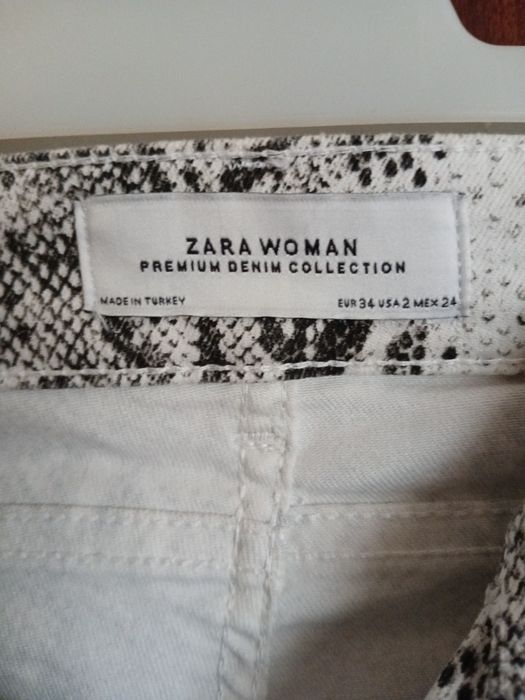 ZARA WOMAN
PREMIUM DENIM COLLECTION
MADE IN TURKEY
EUR 34 USA 2 MEX 24